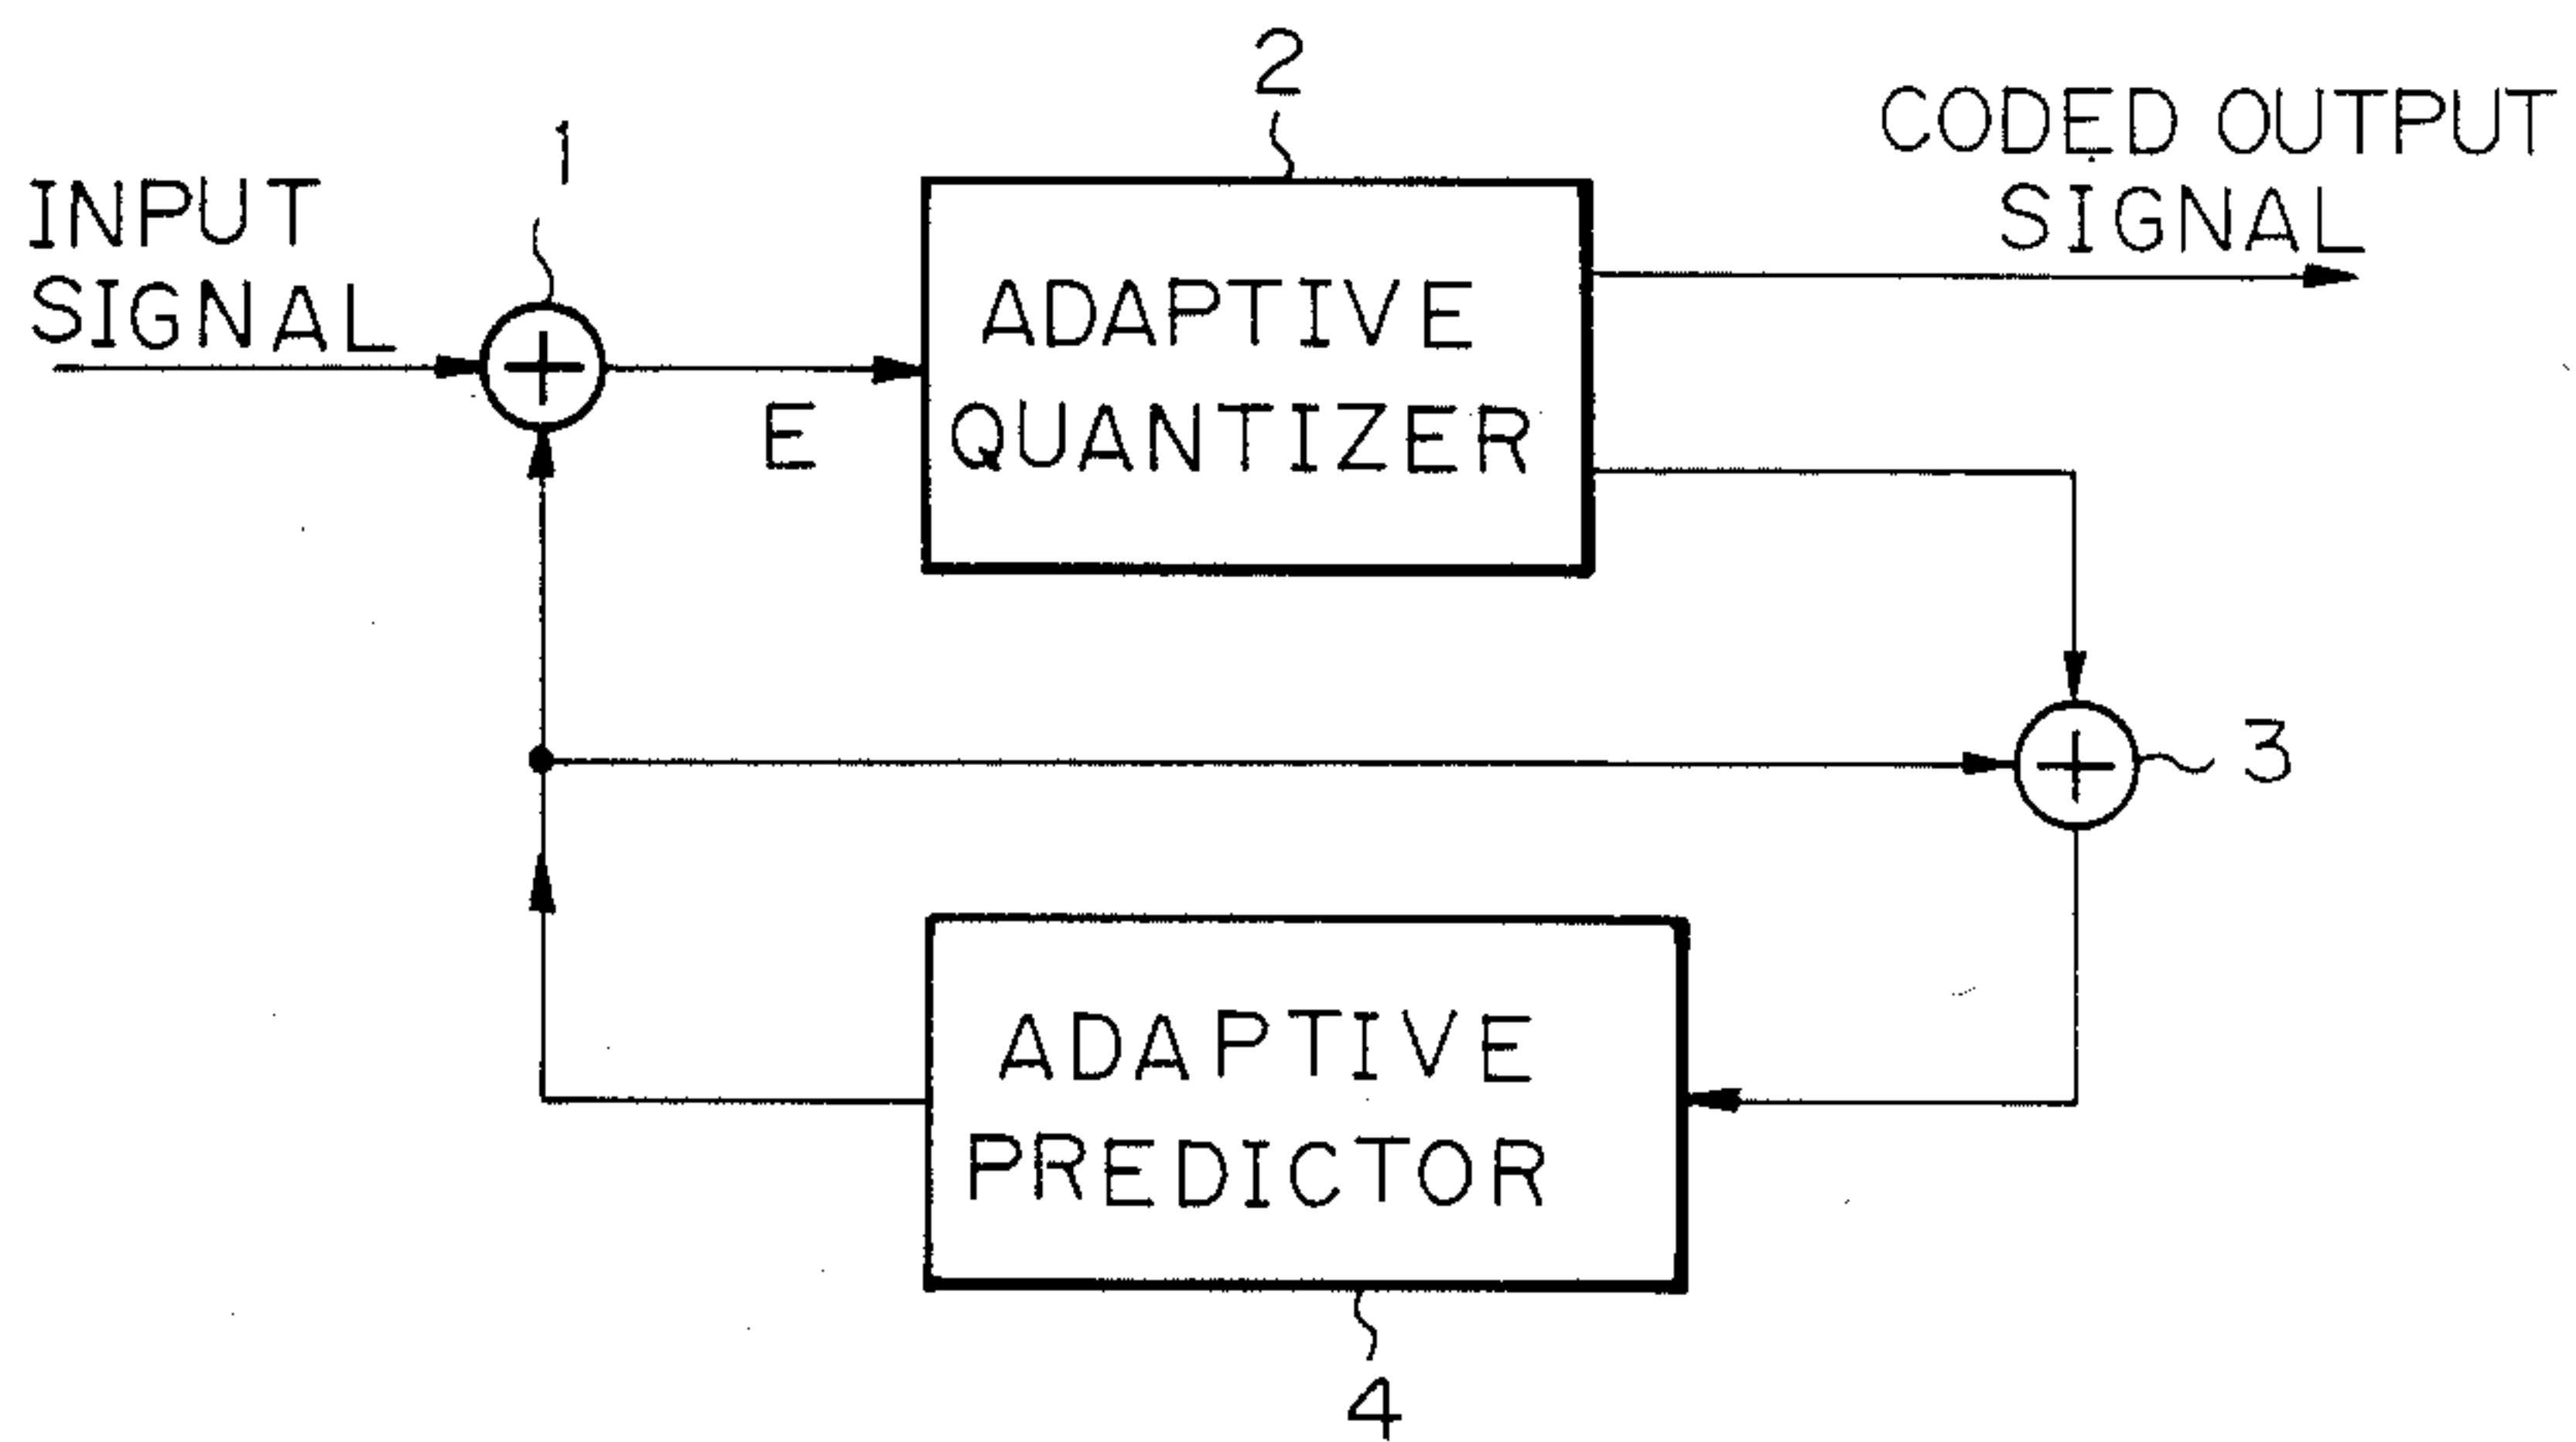 2
CODED OUTPUT
SIGNAL
1
INPUT
SIGNAL
ADAPTIVE
QUANTIZER
E
3
ADAPTIVE
PREDICTOR
4